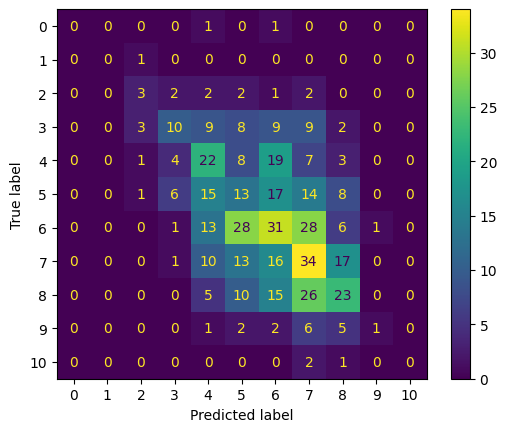 0 0 0 0 0 1 0 1 0 0 0 0
1 0 0 1 0 0 0 0 0 0 0 0
2 0 0 3 2 2 2 1 2 0 0 0
3 0 0 3 10 9 8 9 9 2 0 0
4 0 0 1 4 22 8 19 7 3 0 0
5 0 0 1 6 15 13 17 14 8 0 0
6 0 0 0 1 13 28 31 28 6 1 0
7 0 0 0 1 10 13 16 34 17 0 0
8 0 0 0 0 5 10 15 26 23 0 0
9 0 0 0 0 1 2 2 6 5 1 0
10 0 0 0 0 0 0 0 2 1 0 0
0 1 2 3 4 5 6 7 8 9 10
Predicted label
True label
30
25
20
15
10
5
0